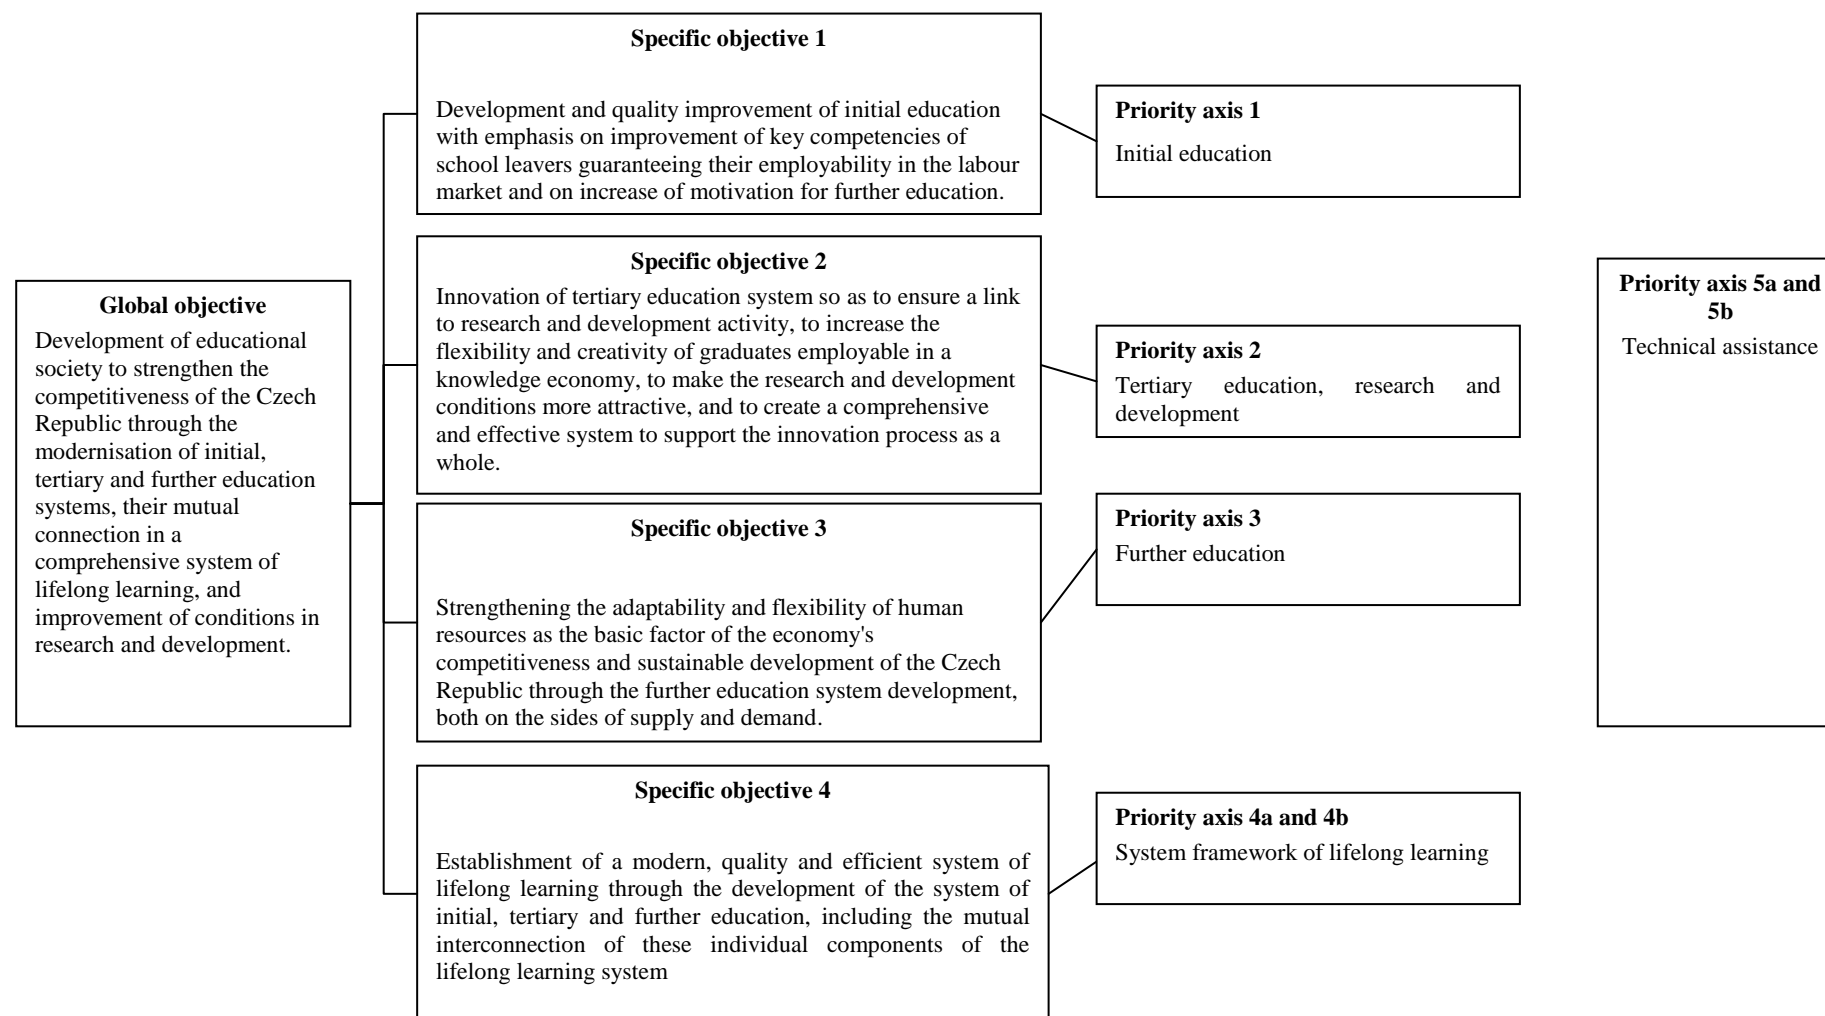 Global objective
Development of educational
society to strengthen the
competitiveness of the Czech
Republic through the
modernisation of initial,
tertiary and further education
systems, their mutual
connection in a
comprehensive system of
lifelong learning, and
improvement of conditions in
research and development.
Specific objective 1
Development and quality improvement of initial education
with emphasis on improvement of key competencies of
school leavers guaranteeing their employability in the labour
market and on increase of motivation for further education.
Priority axis 1
Initial education
Specific objective 2
Innovation of tertiary education system so as to ensure a link
to research and development activity, to increase the
flexibility and creativity of graduates employable in a
knowledge economy, to make the research and development
conditions more attractive, and to create a comprehensive
and effective system to support the innovation process as a
whole.
Priority axis 2
Tertiary education, research and
development
Specific objective 3
Strengthening the adaptability and flexibility of human
resources as the basic factor of the economy's
competitiveness and sustainable development of the Czech
Republic through the further education system development,
both on the sides of supply and demand.
Priority axis 3
Further education
Specific objective 4
Establishment of a modern, quality and efficient system of
lifelong learning through the development of the system of
initial, tertiary and further education, including the mutual
interconnection of these individual components of the
lifelong learning system
Priority axis 4a and 4b
System framework of lifelong learning
Priority axis 5a and
5b
Technical assistance